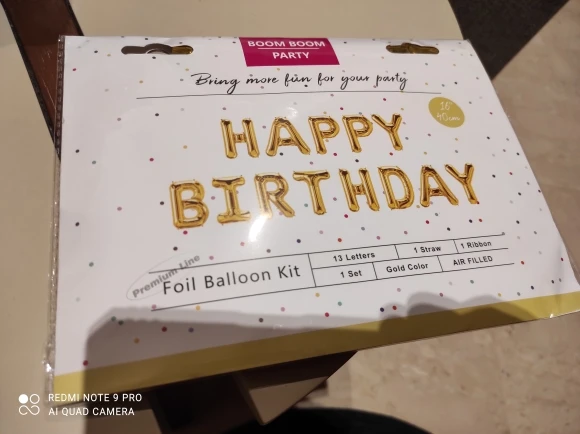 BOOM BOOM
PARTY
Bring more fun for your party
16"
40cm
HAPPY
BIRTHDAY
Premium Line
Foil Balloon Kit
13 Letters
1 Straw
1 Ribbon
1 Set
Gold Color
AIR FILLED
REDMI NOTE 9 PRO
AI QUAD CAMERA